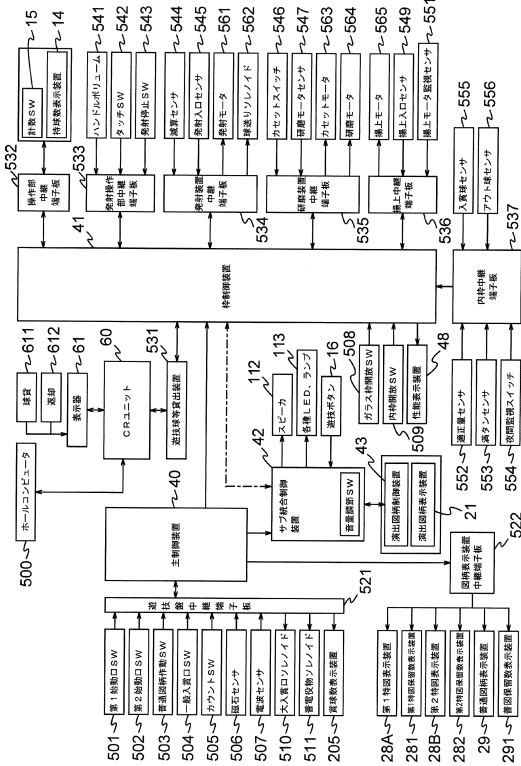 500
ホールコンピュータ
球貸
611
返却
612
表示器
61
CRユニット
60
遊技球等貸出装置
531
主制御装置
40
遊技盤中継端子板
521
501
第1始動口SW
502
第2始動口SW
503
普通図柄作動SW
504
一般入賞口SW
505
カウントSW
506
磁石センサ
507
電波センサ
510
大入賞口ソレノイド
511
普電役物ソレノイド
205
賞球数表示装置
サブ統合制御
装置
42
音量調節SW
スピーカ
112
各種LED、ランプ
113
遊技ボタン
16
演出図柄制御装置
43
演出図柄表示装置
21
図柄表示装置
中継端子板
522
28A
第1特図表示装置
281
第1特図保留数表示装置
28B
第2特図表示装置
282
第2特図保留数表示装置
29
普通図柄表示装置
291
普図保留数表示装置
枠制御装置
41
ガラス枠開放SW
508
内枠開放SW
509
性能表示装置
48
操作部
中継
端子板
532
計数SW
15
持球数表示装置
14
発射操作
部中継
端子板
533
ハンドルボリューム
541
タッチSW
542
発射停止SW
543
発射装置
中継
端子板
534
減算センサ
544
発射入口センサ
545
発射モータ
561
球送りソレノイド
562
研磨装置
中継
端子板
535
カセットスイッチ
546
研磨モータセンサ
547
カセットモータ
563
研磨モータ
564
揚上中継
端子板
536
揚上モータ
565
揚上入口センサ
549
揚上モータ監視センサ
551
内枠中継
端子板
537
入賞球センサ
555
アウト球センサ
556
552
適正量センサ
553
満タンセンサ
554
夜間監視スイッチ